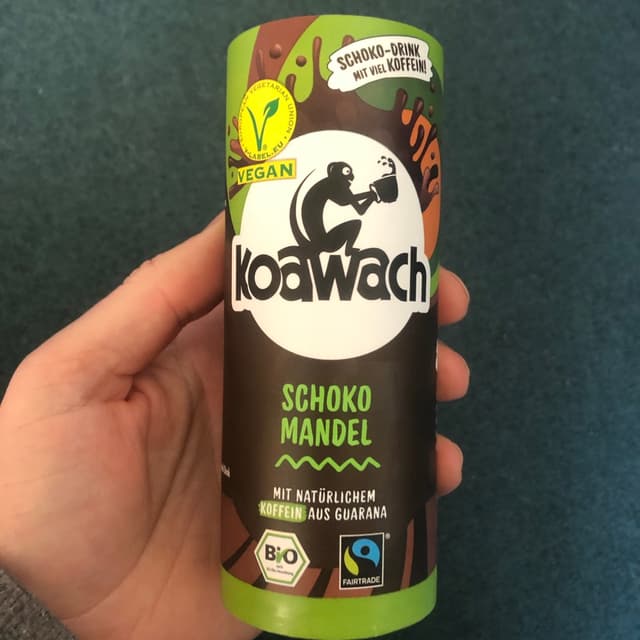 SCHOKO-DRINK
MIT VIEL KOFFEIN!
VEGAN
koawach
SCHOKO
MANDEL
MIT NATÜRLICHEM
KOFFEIN AUS GUARANA
BiO
FAIRTRADE